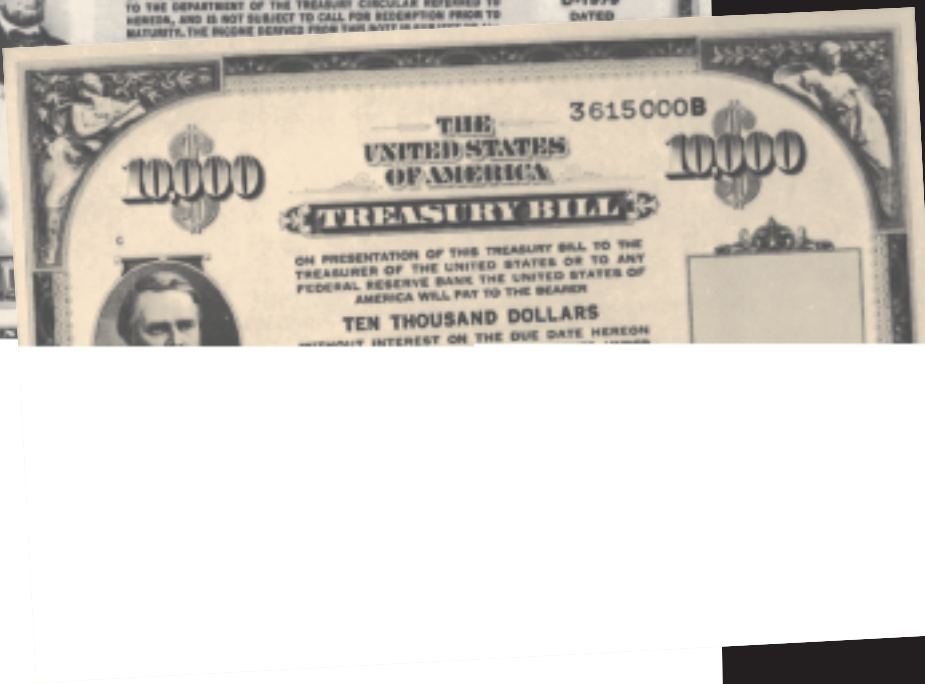 TO THE DEPARTMENT OF THE TREASURY CIRCULAR REFERRED TO
HEREON, AND IS NOT SUBJECT TO CALL FOR REDEMPTION PRIOR TO
MATURITY. THE INCOME DERIVED FROM THIS NOTE IS SUBJECT TO
DATED
3615000B
THE
UNITED STATES
OF AMERICA
10,000
10,000
TREASURY BILL
C
ON PRESENTATION OF THIS TREASURY BILL TO THE
TREASURER OF THE UNITED STATES OR TO ANY
FEDERAL RESERVE BANK THE UNITED STATES OF
AMERICA WILL PAY TO THE BEARER
TEN THOUSAND DOLLARS
WITHOUT INTEREST ON THE DUE DATE HEREON